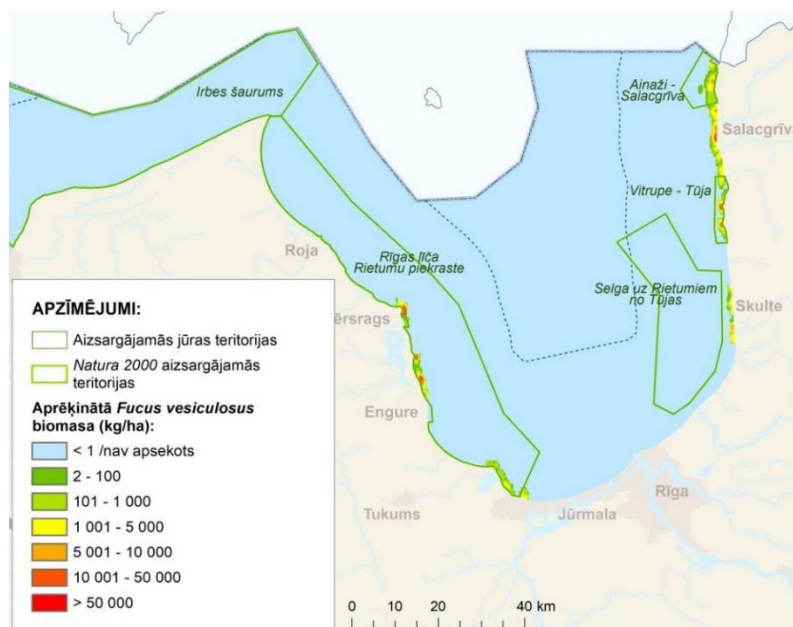 Irbes šaurums
Ainaži -
Salacgrīva
Salacgrīva
Vitrupe - Tūja
Roja
Rīgas līča
Rietumu piekraste
Selga uz Rietumiem
no Tūjas
Skulte
ērsrags
Engure
Tukums
Jūrmala
Rīga
APZĪMĒJUMI:
Aizsargājamās jūras teritorijas
Natura 2000 aizsargājamās
teritorijas
Aprēķinātā Fucus vesiculosus
biomasa (kg/ha):
< 1 /nav apsekots
2 - 100
101 - 1 000
1 001 - 5 000
5 001 - 10 000
10 001 - 50 000
> 50 000
0 10 20 40 km